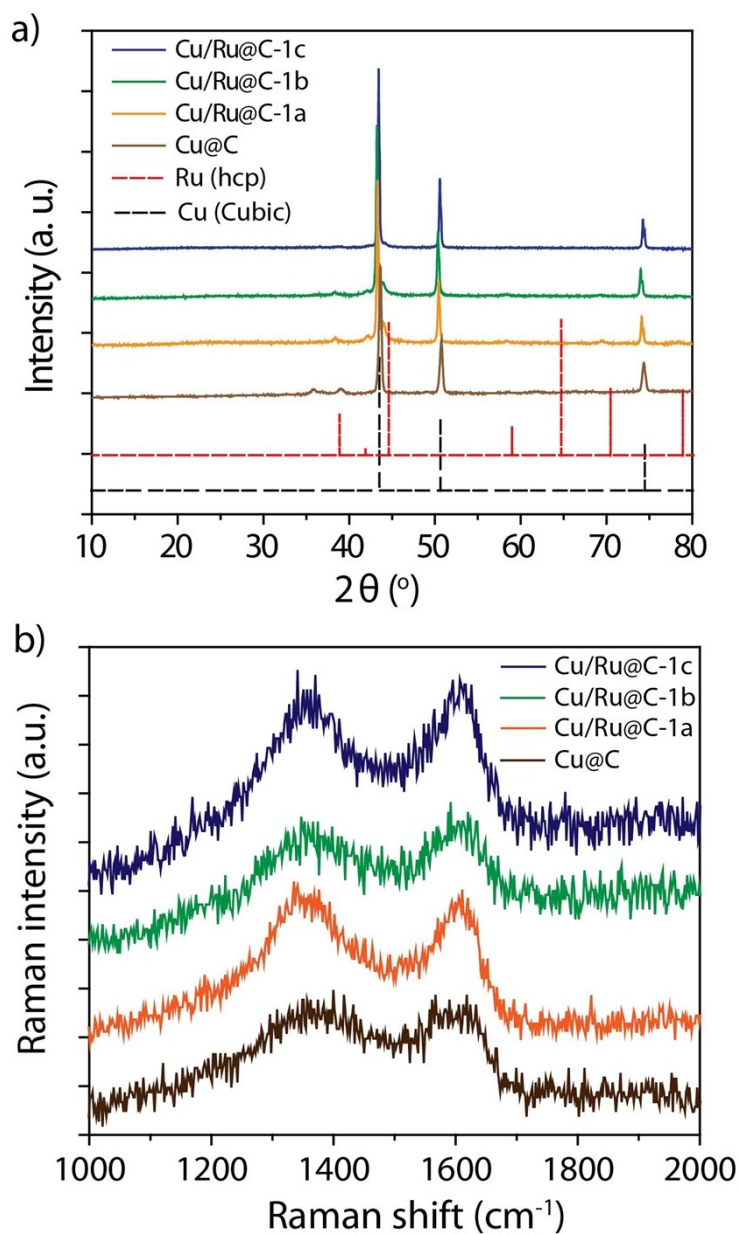 a)
Cu/Ru@C-1c
Cu/Ru@C-1b
Cu/Ru@C-1a
Cu@C
Ru (hcp)
Cu (Cubic)
Intensity (a. u.)
10 20 30 40 50 60 70 80
2 θ (°)
b)
Cu/Ru@C-1c
Cu/Ru@C-1b
Cu/Ru@C-1a
Cu@C
Raman intensity (a.u.)
1000 1200 1400 1600 1800 2000
Raman shift (cm⁻¹)